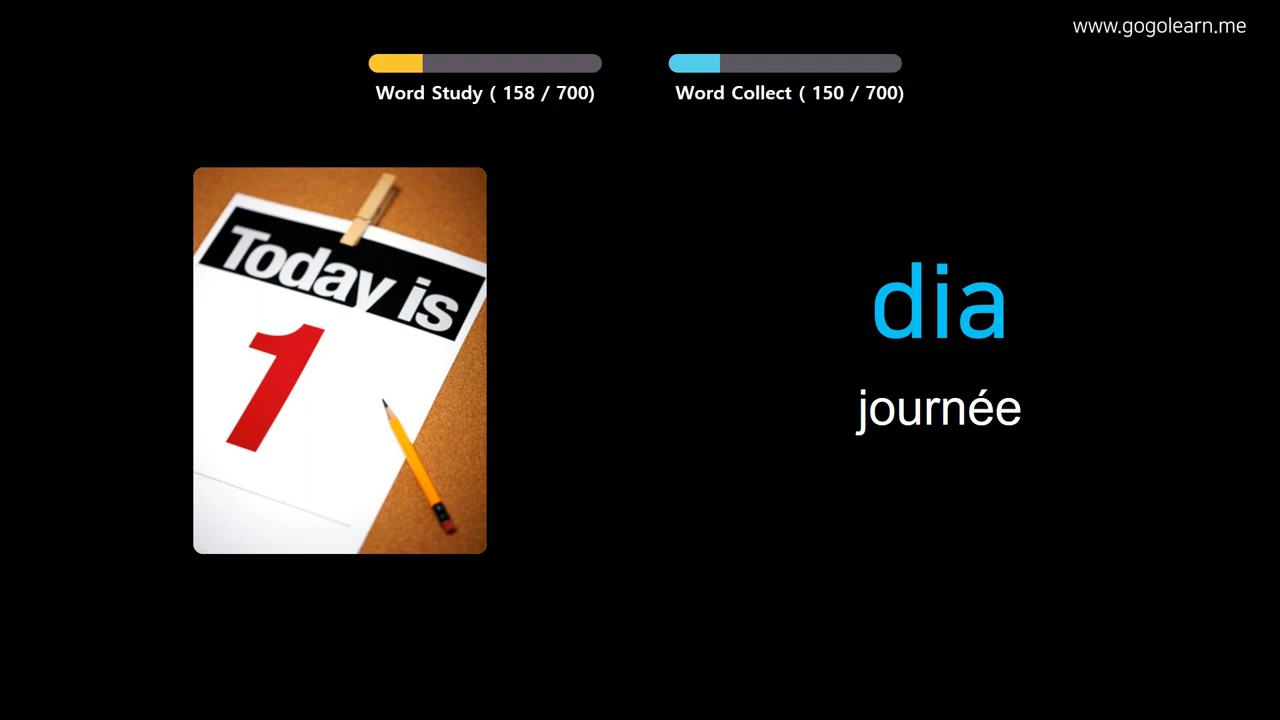 www.gogolearn.me
Word Study ( 158 / 700)
Word Collect ( 150 / 700)
Today is
1
dia
journée